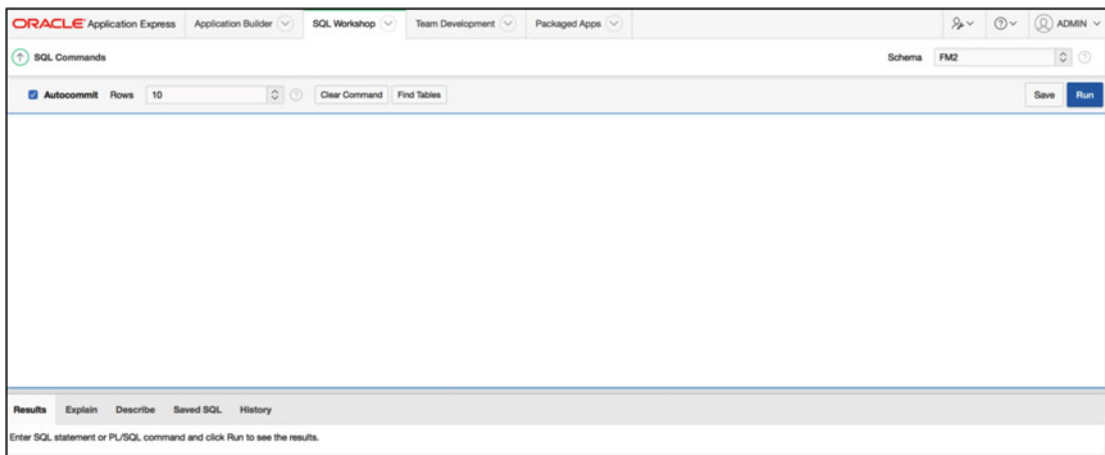 ORACLE Application Express Application Builder SQL Workshop Team Development Packaged Apps ADMIN
SQL Commands Schema FM2
Autocommit Rows 10 Clear Command Find Tables Save Run
Results Explain Describe Saved SQL History
Enter SQL statement or PL/SQL command and click Run to see the results.